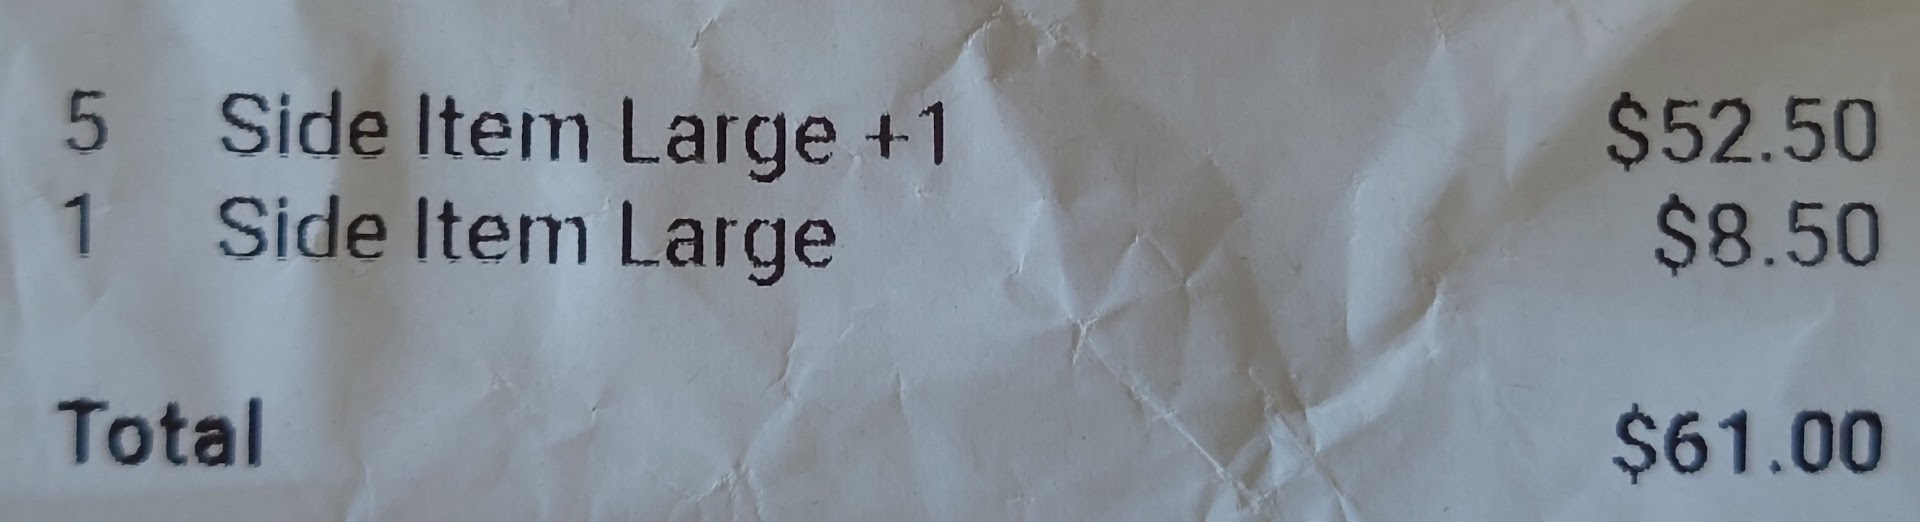 5 Side Item Large +1 $52.50
1 Side Item Large $8.50
Total $61.00